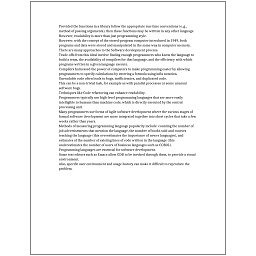 Provided the functions in a library follow the appropriate run-time conventions (e.g.,
method of passing arguments), then these functions may be written in any other language.
However, readability is more than just programming style.
However, with the concept of the stored-program computer introduced in 1949, both
programs and data were stored and manipulated in the same way in computer memory.
There are many approaches to the Software development process.
Trade-offs from this ideal involve finding enough programmers who know the language to
build a team, the availability of compilers for that language, and the efficiency with which
programs written in a given language execute.
Compilers harnessed the power of computers to make programming easier by allowing
programmers to specify calculations by entering a formula using infix notation.
Unreadable code often leads to bugs, inefficiencies, and duplicated code.
This can be a non-trivial task, for example as with parallel processes or some unusual
software bugs.
Techniques like Code refactoring can enhance readability.
Programmers typically use high-level programming languages that are more easily
intelligible to humans than machine code, which is directly executed by the central
processing unit.
Many programmers use forms of Agile software development where the various stages of
formal software development are more integrated together into short cycles that take a few
weeks rather than years.
Methods of measuring programming language popularity include: counting the number of
job advertisements that mention the language, the number of books sold and courses
teaching the language (this overestimates the importance of newer languages), and
estimates of the number of existing lines of code written in the language (this
underestimates the number of users of business languages such as COBOL).
Programming languages are essential for software development.
Some text editors such as Emacs allow GDB to be invoked through them, to provide a visual
environment.
Also, specific user environment and usage history can make it difficult to reproduce the
problem.